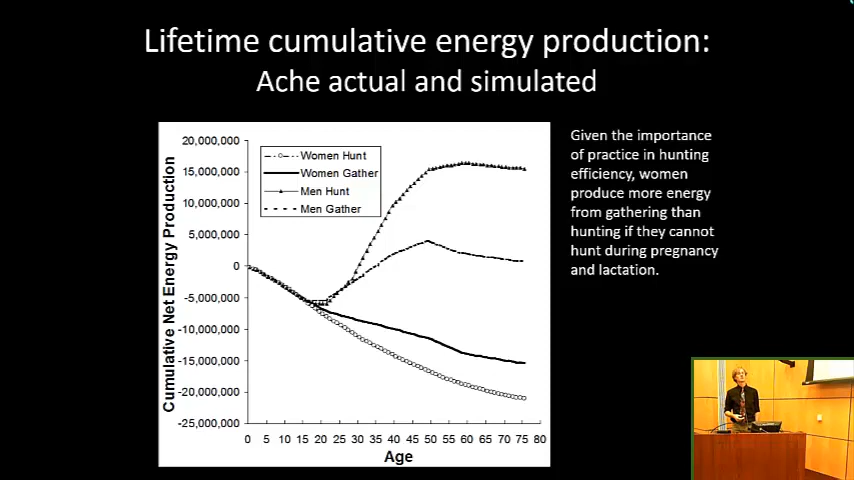 Lifetime cumulative energy production:
Ache actual and simulated
Given the importance
of practice in hunting
efficiency, women
produce more energy
from gathering than
hunting if they cannot
hunt during pregnancy
and lactation.
Cumulative Net Energy Production
20,000,000
15,000,000
10,000,000
5,000,000
0
-5,000,000
-10,000,000
-15,000,000
-20,000,000
-25,000,000
Women Hunt
Women Gather
Men Hunt
Men Gather
0 5 10 15 20 25 30 35 40 45 50 55 60 65 70 75 80
Age